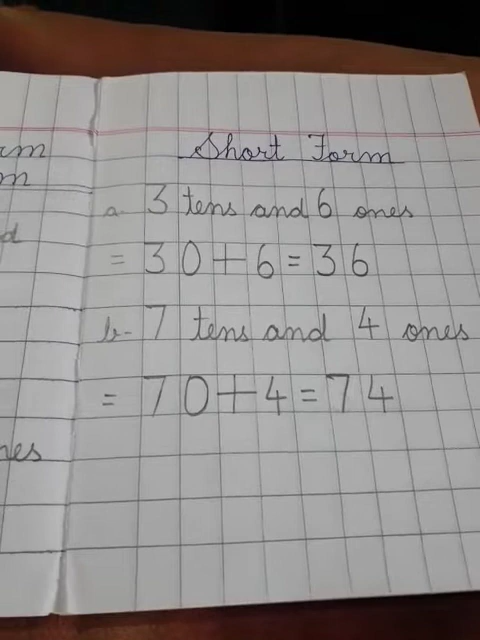 Short Form
a. 3 tens and 6 ones
= 30+6=36
b- 7 tens and 4 ones
= 70+4=74